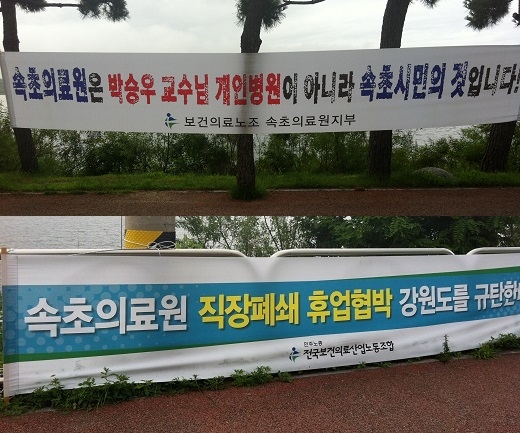 속초의료원은 박승우 교수님 개인병원이 아니라 속초시민의 것입니다!
보건의료노조 속초의료원지부
속초의료원 직장폐쇄 휴업협박 강원도를 규탄한
민주노총
전국보건의료산업노동조합